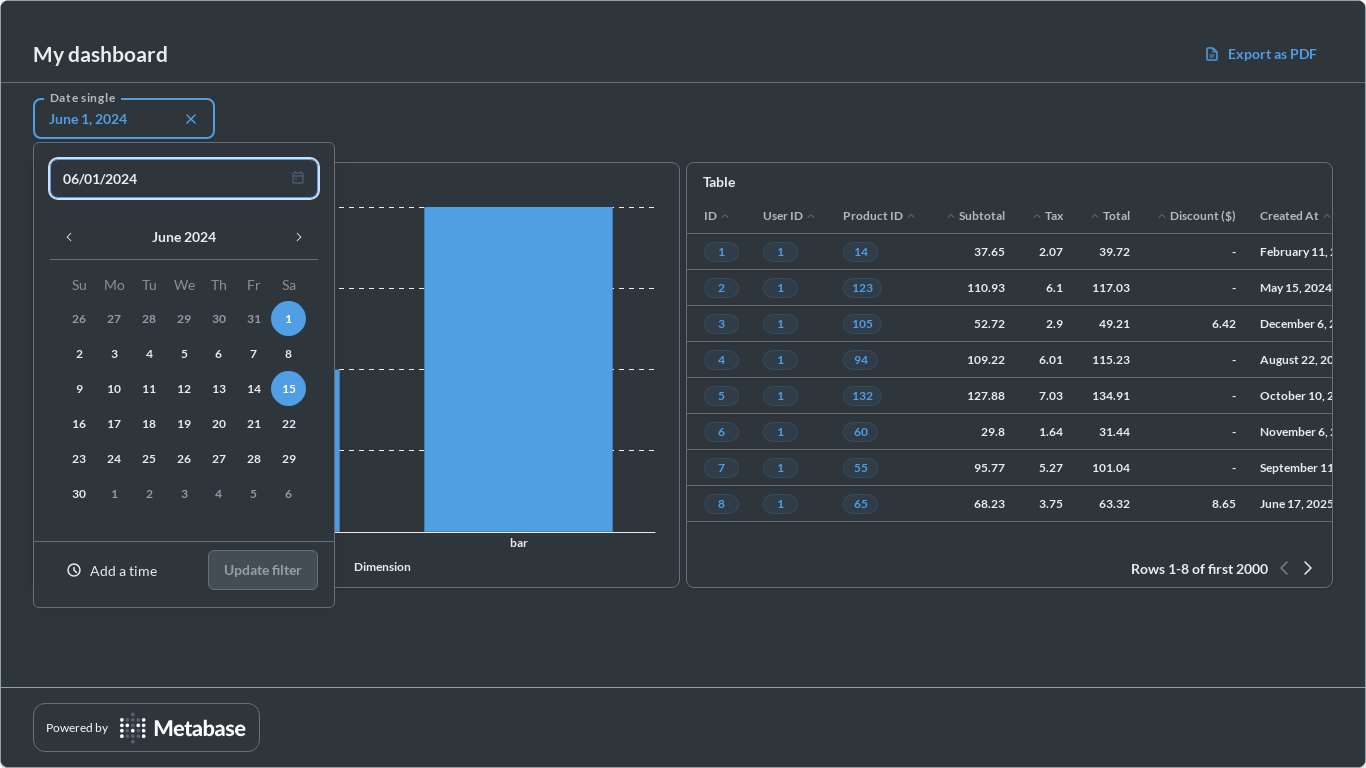 My dashboard
Export as PDF
Date single
June 1, 2024
06/01/2024
June 2024
Su Mo Tu We Th Fr Sa
26 27 28 29 30 31 1
2 3 4 5 6 7 8
9 10 11 12 13 14 15
16 17 18 19 20 21 22
23 24 25 26 27 28 29
30 1 2 3 4 5 6
Add a time
Update filter
bar
Dimension
Table
ID User ID Product ID Subtotal Tax Total Discount ($) Created At
1 1 14 37.65 2.07 39.72 - February 11,
2 1 123 110.93 6.1 117.03 - May 15, 2024
3 1 105 52.72 2.9 49.21 6.42 December 6,
4 1 94 109.22 6.01 115.23 - August 22, 20
5 1 132 127.88 7.03 134.91 - October 10, 2
6 1 60 29.8 1.64 31.44 - November 6,
7 1 55 95.77 5.27 101.04 - September 11
8 1 65 68.23 3.75 63.32 8.65 June 17, 2025
Rows 1-8 of first 2000
Powered by
Metabase